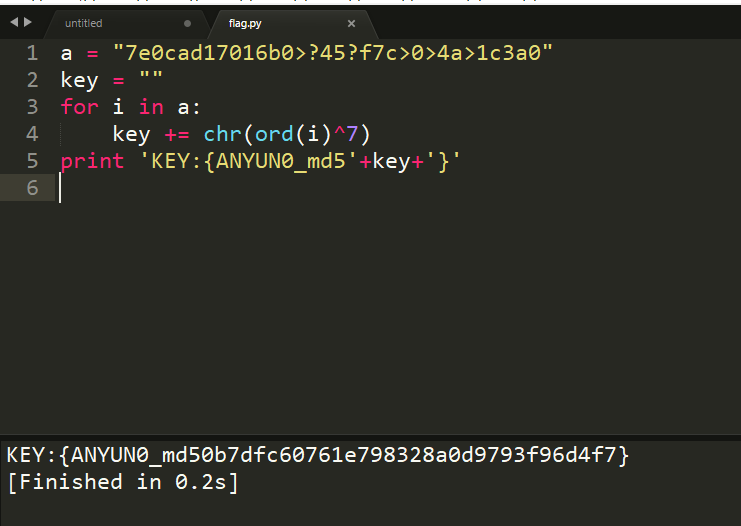 untitled
flag.py
1 a = "7e0cad17016b0>?45?f7c>0>4a>1c3a0"
2 key = ""
3 for i in a:
4     key += chr(ord(i)^7)
5 print 'KEY:{ANYUN0_md5'+key+'}'
6
KEY:{ANYUN0_md50b7dfc60761e798328a0d9793f96d4f7}
[Finished in 0.2s]